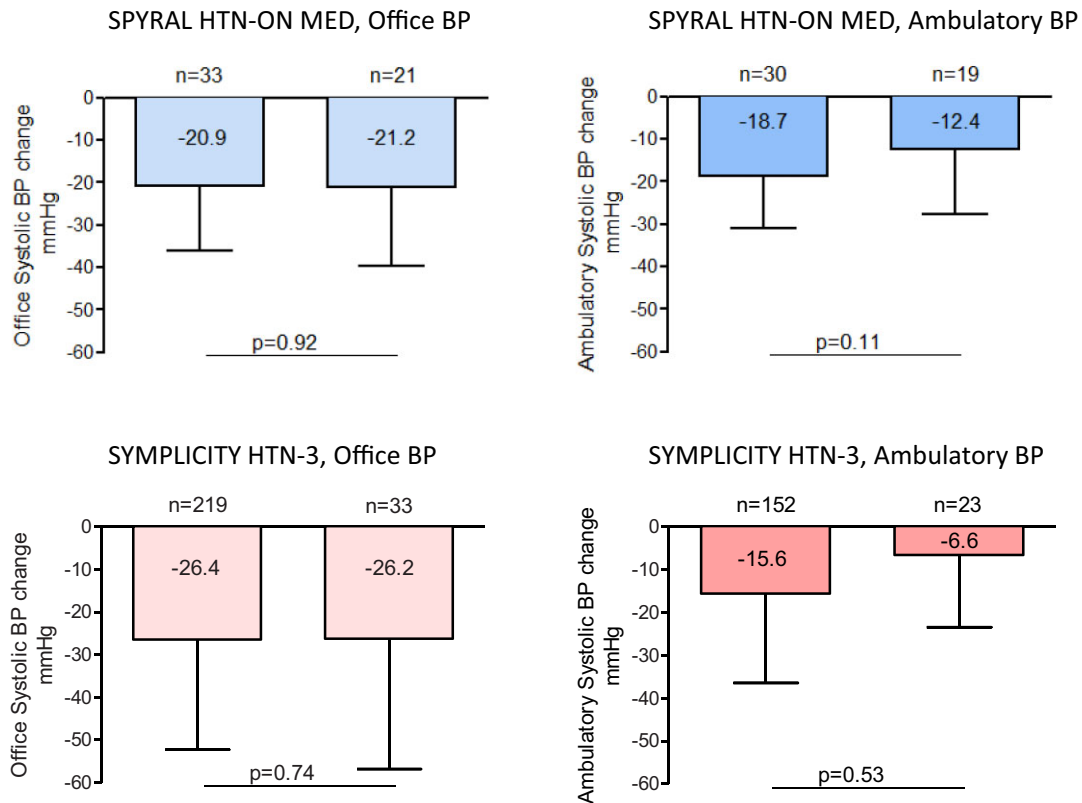 SPYRAL HTN-ON MED, Office BP
n=33
n=21
Office Systolic BP change
mmHg
0
-10
-20
-30
-40
-50
-60
-20.9
-21.2
p=0.92
SPYRAL HTN-ON MED, Ambulatory BP
n=30
n=19
Ambulatory Systolic BP change
mmHg
0
-10
-20
-30
-40
-50
-60
-18.7
-12.4
p=0.11
SYMPLICITY HTN-3, Office BP
n=219
n=33
Office Systolic BP change
mmHg
0
-10
-20
-30
-40
-50
-60
-26.4
-26.2
p=0.74
SYMPLICITY HTN-3, Ambulatory BP
n=152
n=23
Ambulatory Systolic BP change
mmHg
0
-10
-20
-30
-40
-50
-60
-15.6
-6.6
p=0.53